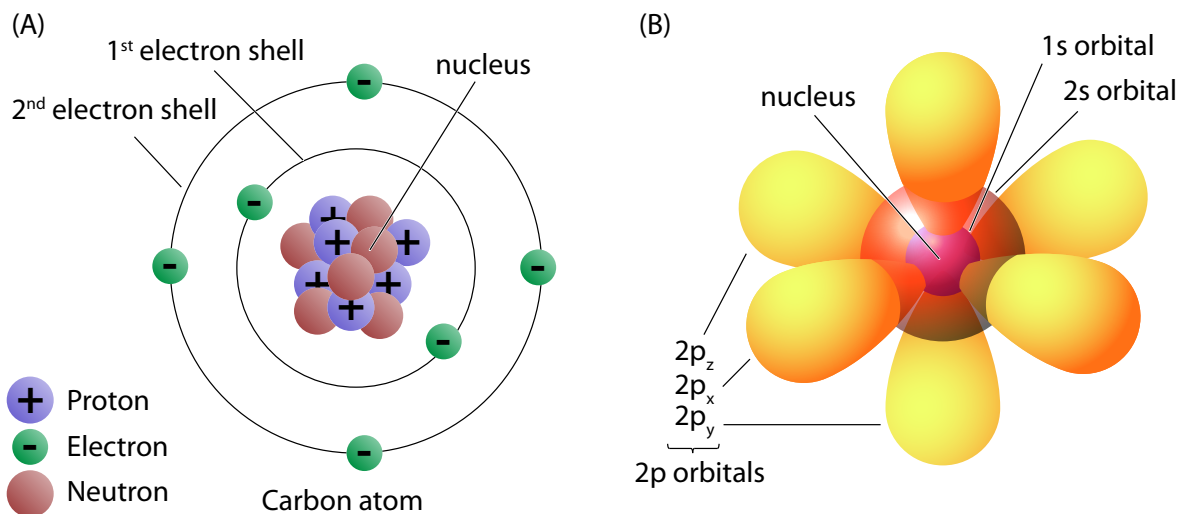 (A)
1st electron shell
2nd electron shell
nucleus
+
+
+
+
+
+
-
-
-
-
-
-
+ Proton
- Electron
Neutron
Carbon atom
(B)
1s orbital
2s orbital
nucleus
2pz
2px
2py
2p orbitals